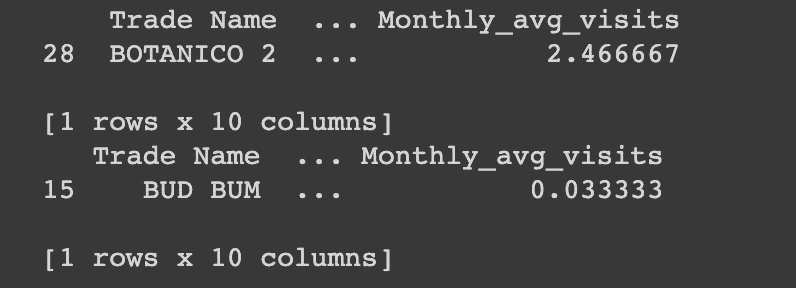 Trade Name ... Monthly_avg_visits
28 BOTANICO 2 ... 2.466667
[1 rows x 10 columns]
Trade Name ... Monthly_avg_visits
15 BUD BUM ... 0.033333
[1 rows x 10 columns]